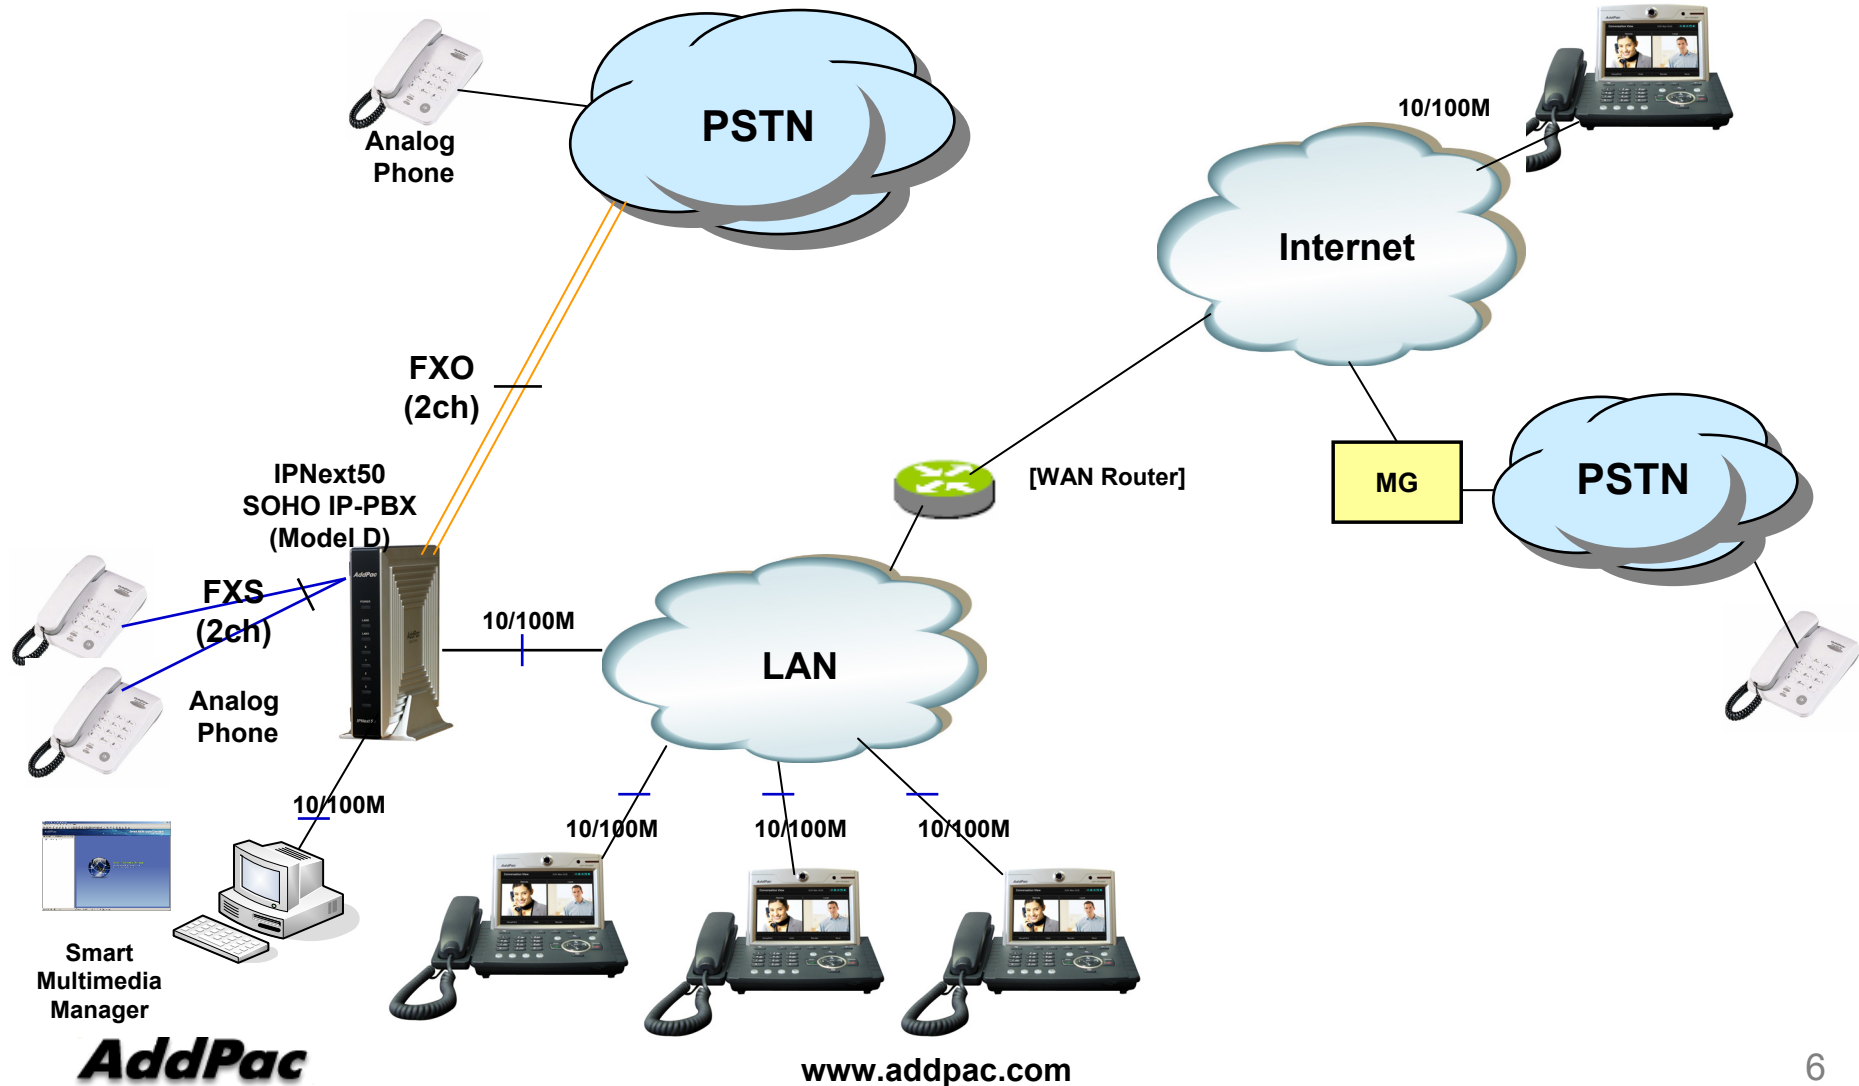 PSTN
Analog
Phone
10/100M
Internet
FXO
(2ch)
IPNext50
SOHO IP-PBX
(Model D)
[WAN Router]
MG
PSTN
FXS
(2ch)
AddPac
10/100M
LAN
Analog
Phone
10/100M
10/100M
10/100M
10/100M
Smart
Multimedia
Manager
AddPac
www.addpac.com
6